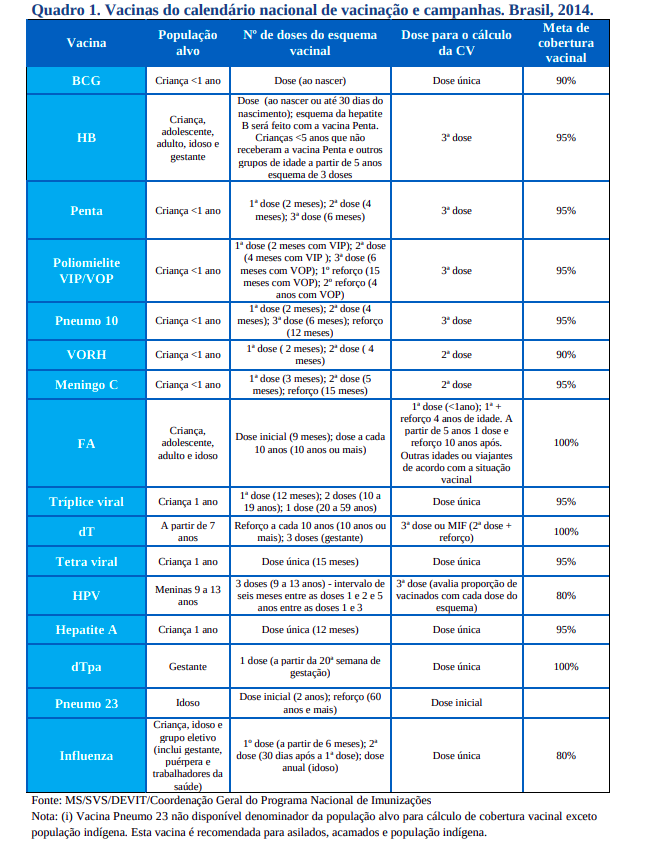 Quadro 1. Vacinas do calendário nacional de vacinação e campanhas. Brasil, 2014.
Vacina
População
alvo
Nº de doses do esquema
vacinal
Dose para o cálculo
da CV
Meta de
cobertura
vacinal
BCG
Criança <1 ano
Dose (ao nascer)
Dose única
90%
HB
Criança,
adolescente,
adulto, idoso e
gestante
Dose (ao nascer ou até 30 dias do
nascimento); esquema da hepatite
B será feito com a vacina Penta.
Crianças <5 anos que não
receberam a vacina Penta e outros
grupos de idade a partir de 5 anos
esquema de 3 doses
3ª dose
95%
Penta
Criança <1 ano
1ª dose (2 meses); 2ª dose (4
meses); 3ª dose (6 meses)
3ª dose
95%
Poliomielite
VIP/VOP
Criança <1 ano
1ª dose (2 meses com VIP); 2ª dose
(4 meses com VIP ); 3ª dose (6
meses com VOP); 1º reforço (15
meses com VOP); 2º reforço (4
anos com VOP)
3ª dose
95%
Pneumo 10
Criança <1 ano
1ª dose (2 meses); 2ª dose (4
meses); 3ª dose (6 meses); reforço
(12 meses)
3ª dose
95%
VORH
Criança <1 ano
1ª dose ( 2 meses); 2ª dose ( 4
meses)
2ª dose
90%
Meningo C
Criança <1 ano
1ª dose (3 meses); 2ª dose (5
meses); reforço (15 meses)
2ª dose
95%
FA
Criança,
adolescente,
adulto e idoso
Dose inicial (9 meses); dose a cada
10 anos (10 anos ou mais)
1ª dose (<1ano); 1ª +
reforço 4 anos de idade. A
partir de 5 anos 1 dose e
reforço 10 anos após.
Outras idades ou viajantes
de acordo com a situação
vacinal
100%
Tríplice viral
Criança 1 ano
1ª dose (12 meses); 2 doses (10 a
19 anos); 1 dose (20 a 59 anos)
Dose única
95%
dT
A partir de 7
anos
Reforço a cada 10 anos (10 anos ou
mais); 3 doses (gestante)
3ª dose ou MIF (2ª dose +
reforço)
100%
Tetra viral
Criança 1 ano
Dose única (15 meses)
Dose única
95%
HPV
Meninas 9 a 13
anos
3 doses (9 a 13 anos) - intervalo de
seis meses entre as doses 1 e 2 e 5
anos entre as doses 1 e 3
3ª dose (avalia proporção de
vacinados com cada dose do
esquema)
80%
Hepatite A
Criança 1 ano
Dose única (12 meses)
Dose única
95%
dTpa
Gestante
1 dose (a partir da 20ª semana de
gestação)
Dose única
100%
Pneumo 23
Idoso
Dose inicial (2 anos); reforço (60
anos e mais)
Dose inicial
Influenza
Criança, idoso e
grupo eletivo
(inclui gestante,
puérpera e
trabalhadores da
saúde)
1º dose (a partir de 6 meses); 2ª
dose (30 dias após a 1ª dose); dose
anual (idoso)
Dose única
80%
Fonte: MS/SVS/DEVIT/Coordenação Geral do Programa Nacional de Imunizações
Nota: (i) Vacina Pneumo 23 não disponível denominador da população alvo para cálculo de cobertura vacinal exceto
população indígena. Esta vacina é recomendada para asilados, acamados e população indígena.